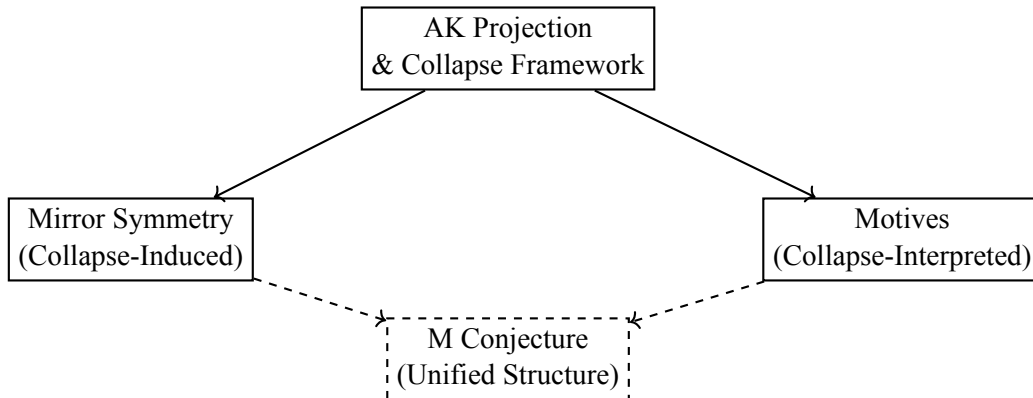 AK Projection
& Collapse Framework
Mirror Symmetry
(Collapse-Induced)
Motives
(Collapse-Interpreted)
M Conjecture
(Unified Structure)